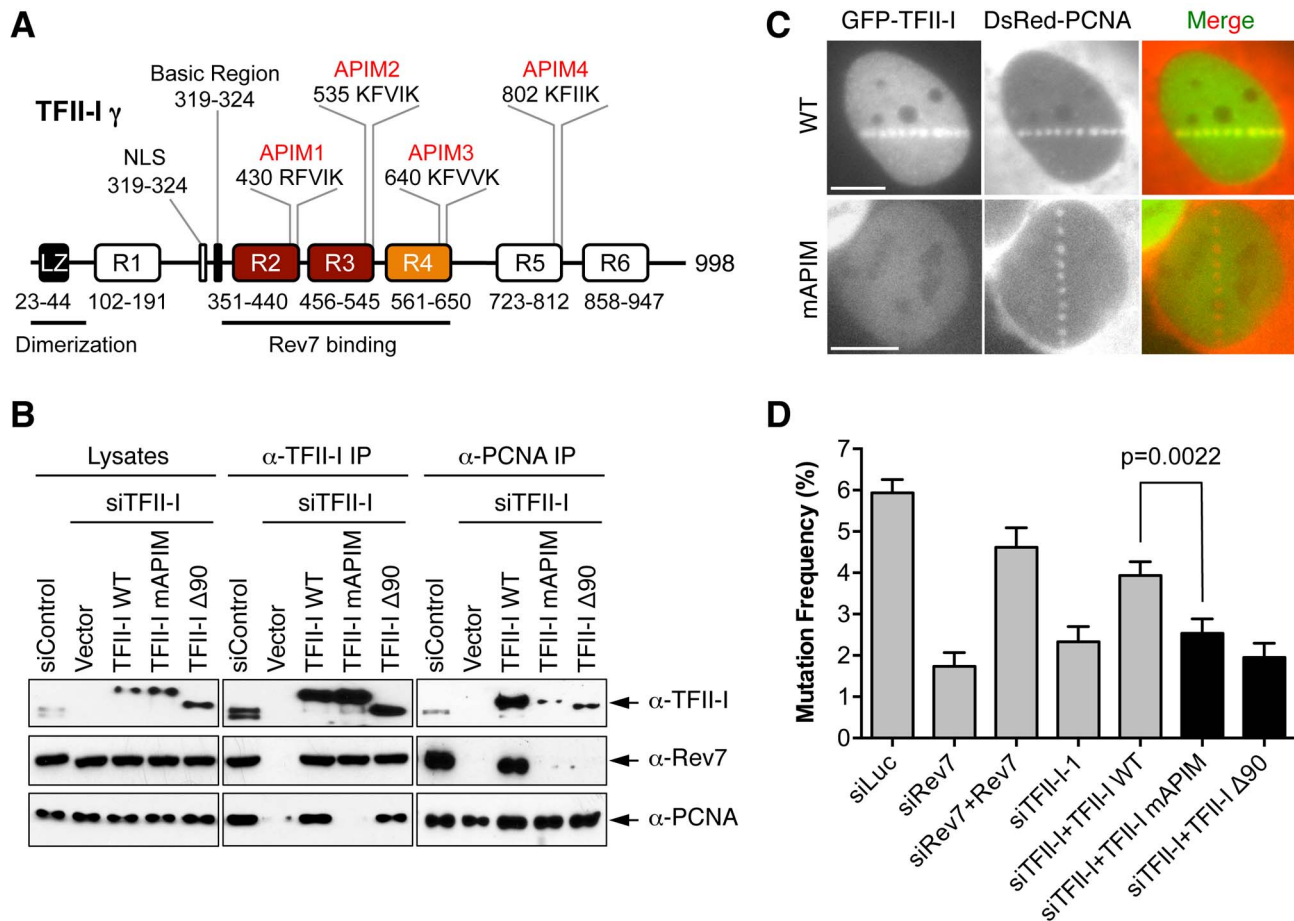 A
TFII-I γ
NLS
319-324
Basic Region
319-324
APIM1
430 RFVIK
APIM2
535 KFVIK
APIM3
640 KFVVK
APIM4
802 KFIIK
LZ
R1
R2
R3
R4
R5
R6
998
23-44
102-191
351-440
456-545
561-650
723-812
858-947
Dimerization
Rev7 binding
B
Lysates
α-TFII-I IP
α-PCNA IP
siTFII-I
siTFII-I
siTFII-I
siControl
Vector
TFII-I WT
TFII-I mAPIM
TFII-I Δ90
siControl
Vector
TFII-I WT
TFII-I mAPIM
TFII-I Δ90
siControl
Vector
TFII-I WT
TFII-I mAPIM
TFII-I Δ90
α-TFII-I
α-Rev7
α-PCNA
C
GFP-TFII-I
DsRed-PCNA
Merge
WT
mAPIM
D
Mutation Frequency (%)
7
6
5
4
3
2
1
0
p=0.0022
siLuc
siRev7
siRev7+Rev7
siTFII-I-1
siTFII-I+TFII-I WT
siTFII-I+TFII-I mAPIM
siTFII-I+TFII-I Δ90